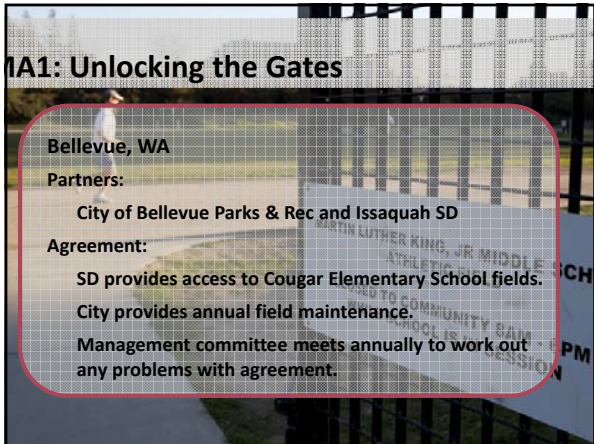 MA1: Unlocking the Gates
Bellevue, WA
Partners:
City of Bellevue Parks & Rec and Issaquah SD
Agreement:
SD provides access to Cougar Elementary School fields.
City provides annual field maintenance.
Management committee meets annually to work out
any problems with agreement.
MARTIN LUTHER KING, JR MIDDLE SCH
ATHLETIC
TO COMMUNITY 8AM - PM
SCHOOL IS IN SESSION